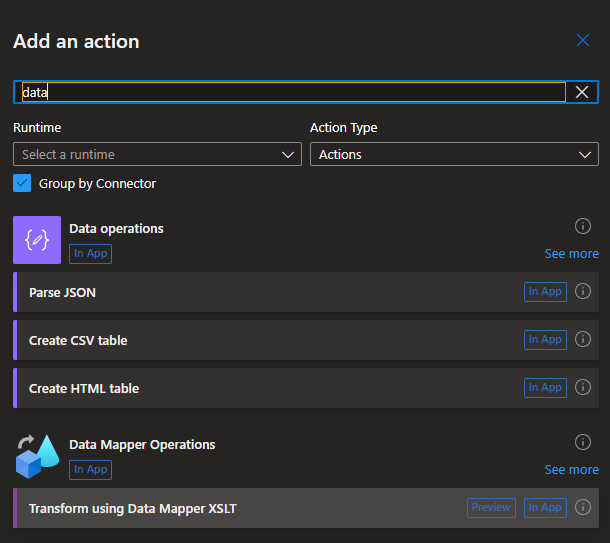 Add an action
data
Runtime Action Type
Select a runtime Actions
Group by Connector
Data operations
In App See more
Parse JSON In App
Create CSV table In App
Create HTML table In App
Data Mapper Operations
In App See more
Transform using Data Mapper XSLT Preview In App